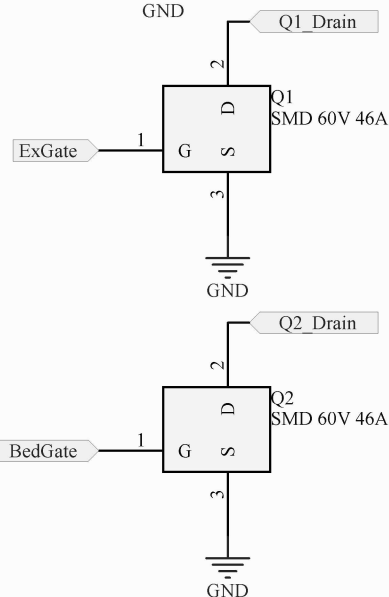 GND
Q1_Drain
2
Q1
D
SMD 60V 46A
1
ExGate
G
S
3
GND
Q2_Drain
2
Q2
D
SMD 60V 46A
1
BedGate
G
S
3
GND